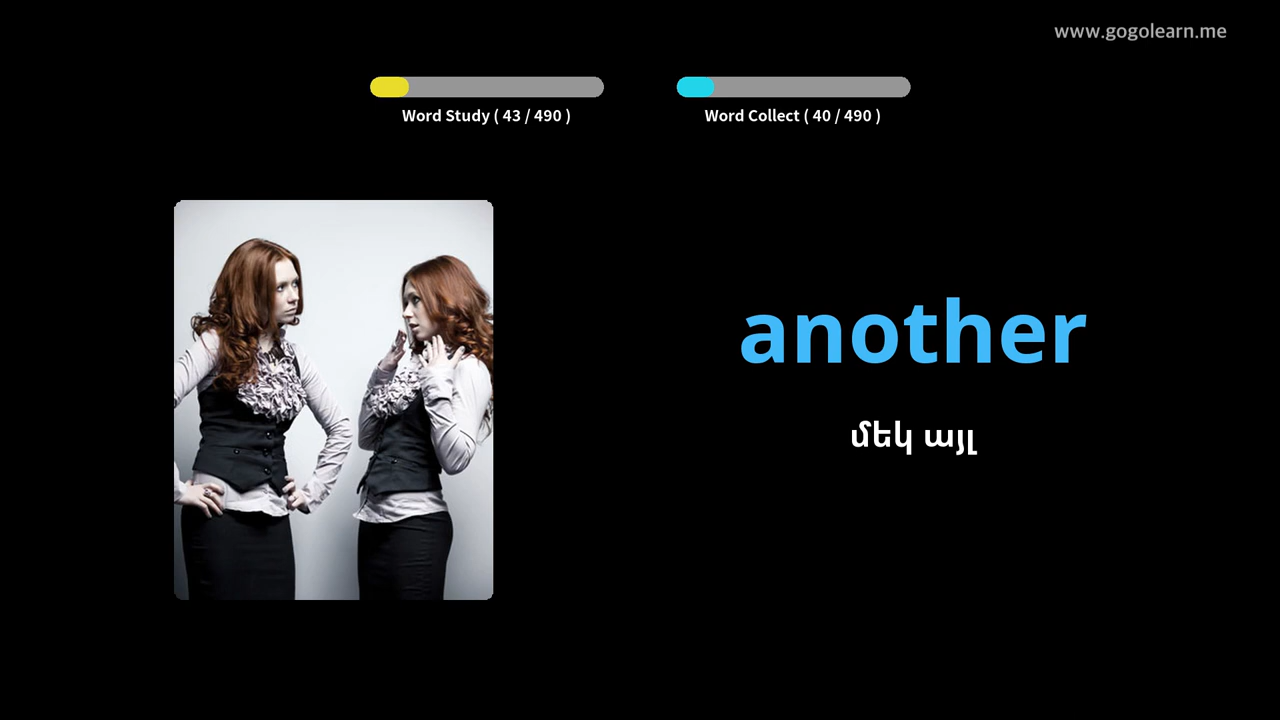 www.gogolearn.me
Word Study ( 43 / 490 )
Word Collect ( 40 / 490 )
another
մեկ այլ